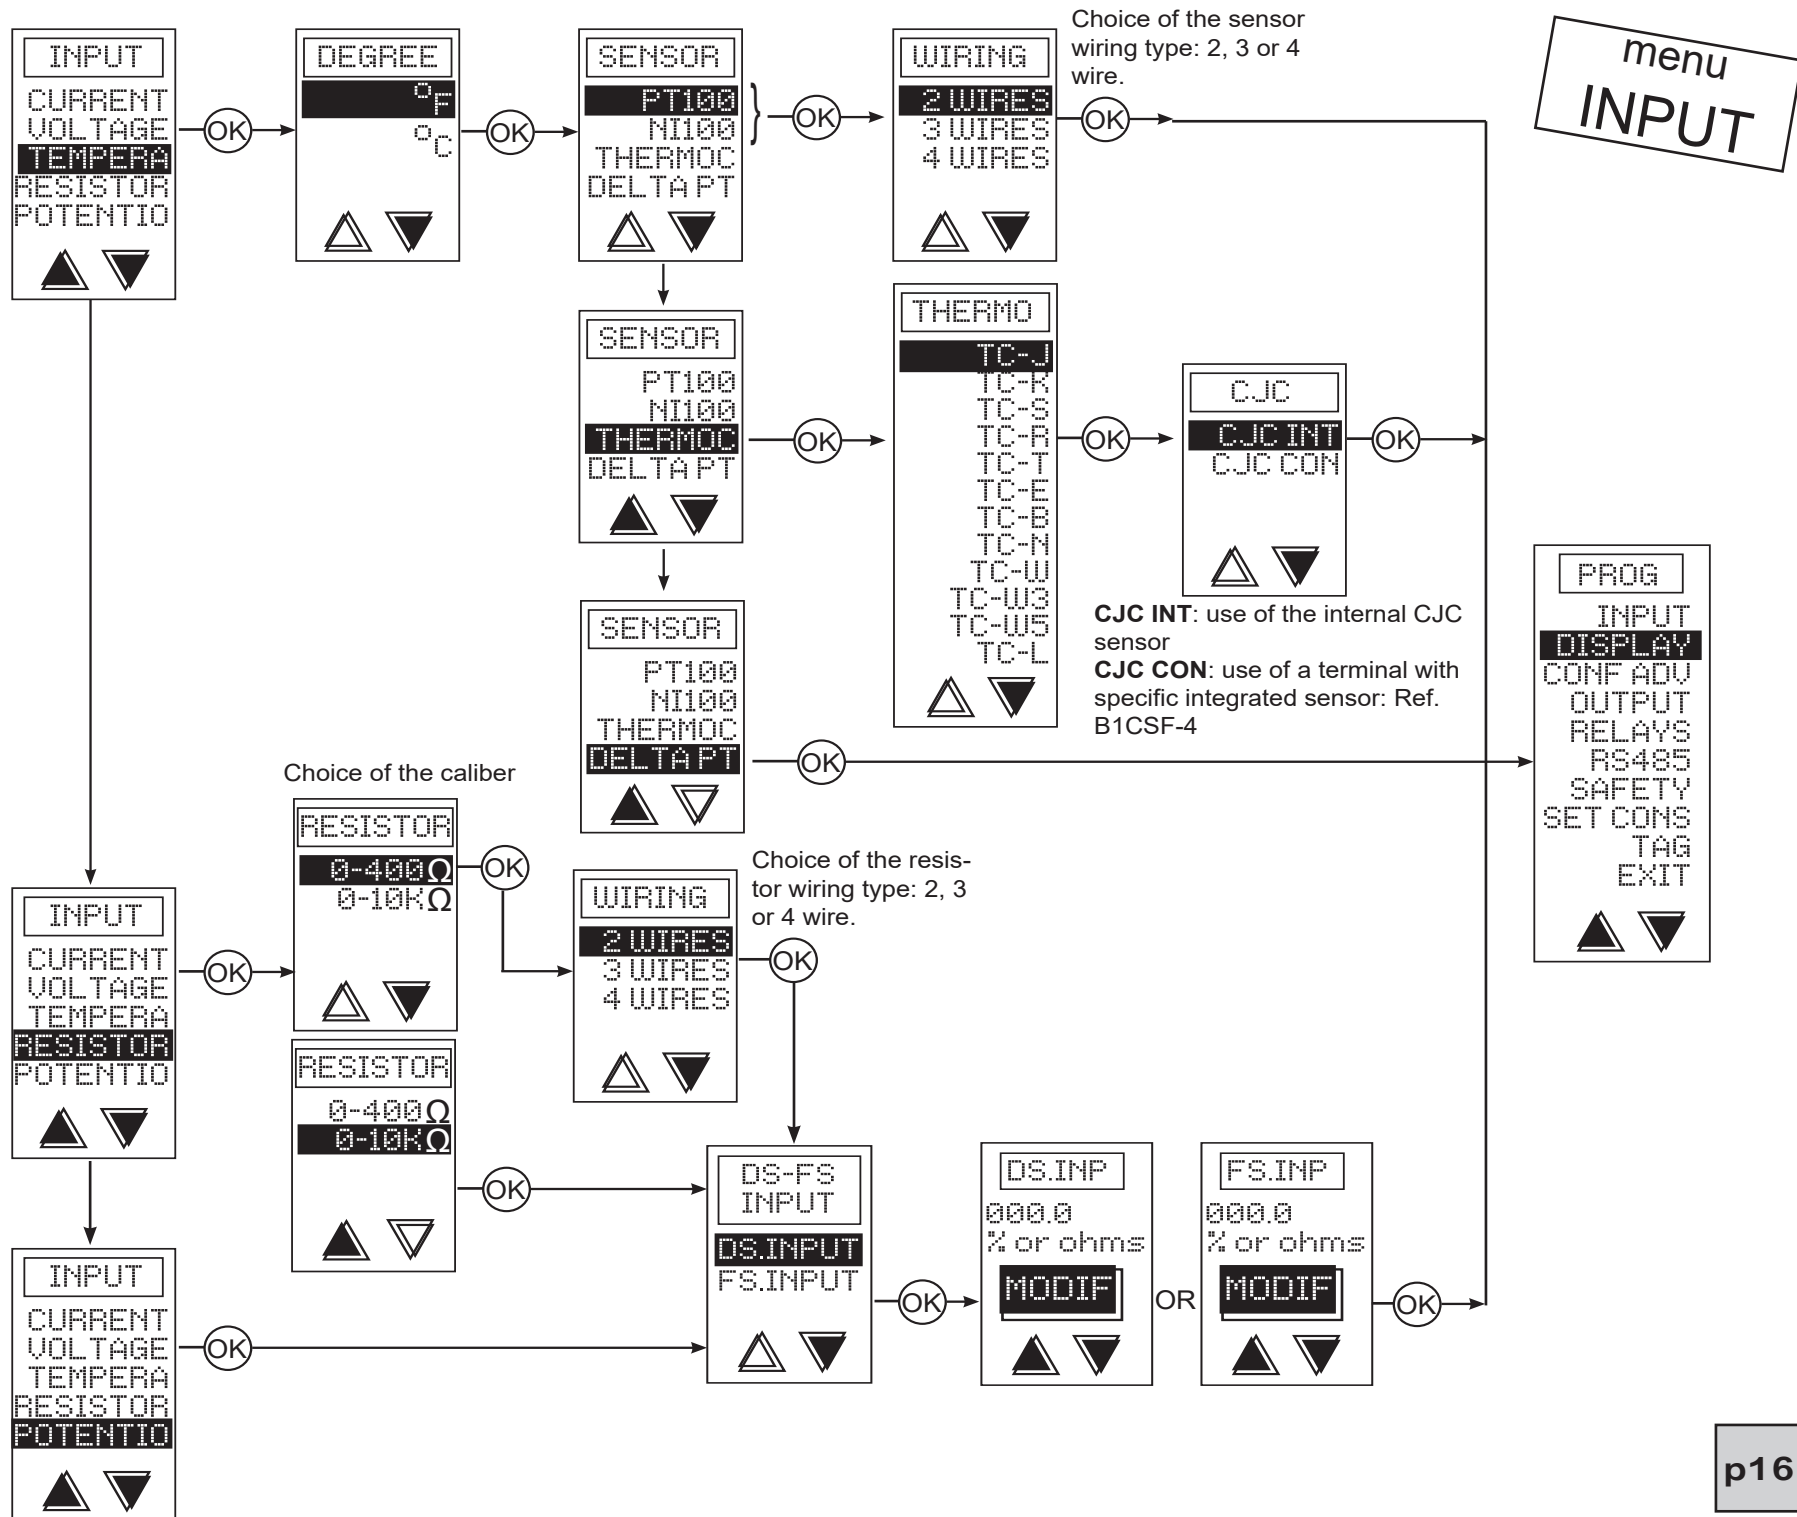 menu
INPUT
INPUT
CURRENT
VOLTAGE
TEMPERA
RESISTOR
POTENTIO
OK
DEGREE
°F
°C
OK
SENSOR
PT100
NI100
THERMOC
DELTA PT
OK
WIRING
2 WIRES
3 WIRES
4 WIRES
Choice of the sensor
wiring type: 2, 3 or 4
wire.
OK
SENSOR
PT100
NI100
THERMOC
DELTA PT
OK
THERMO
TC-J
TC-K
TC-S
TC-R
TC-T
TC-E
TC-B
TC-N
TC-W
TC-W3
TC-W5
TC-L
OK
CJC
CJC INT
CJC CON
OK
CJC INT: use of the internal CJC
sensor
CJC CON: use of a terminal with
specific integrated sensor: Ref.
B1CSF-4
SENSOR
PT100
NI100
THERMOC
DELTA PT
OK
PROG
INPUT
DISPLAY
CONF ADV
OUTPUT
RELAYS
RS485
SAFETY
SET CONS
TAG
EXIT
INPUT
CURRENT
VOLTAGE
TEMPERA
RESISTOR
POTENTIO
OK
Choice of the caliber
RESISTOR
0-400Ω
0-10KΩ
OK
WIRING
2 WIRES
3 WIRES
4 WIRES
Choice of the resis-
tor wiring type: 2, 3
or 4 wire.
OK
RESISTOR
0-400Ω
0-10KΩ
OK
INPUT
CURRENT
VOLTAGE
TEMPERA
RESISTOR
POTENTIO
OK
DS-FS
INPUT
DS.INPUT
FS.INPUT
OK
DS.INP
000.0
% or ohms
MODIF
OR
FS.INP
000.0
% or ohms
MODIF
OK
p16